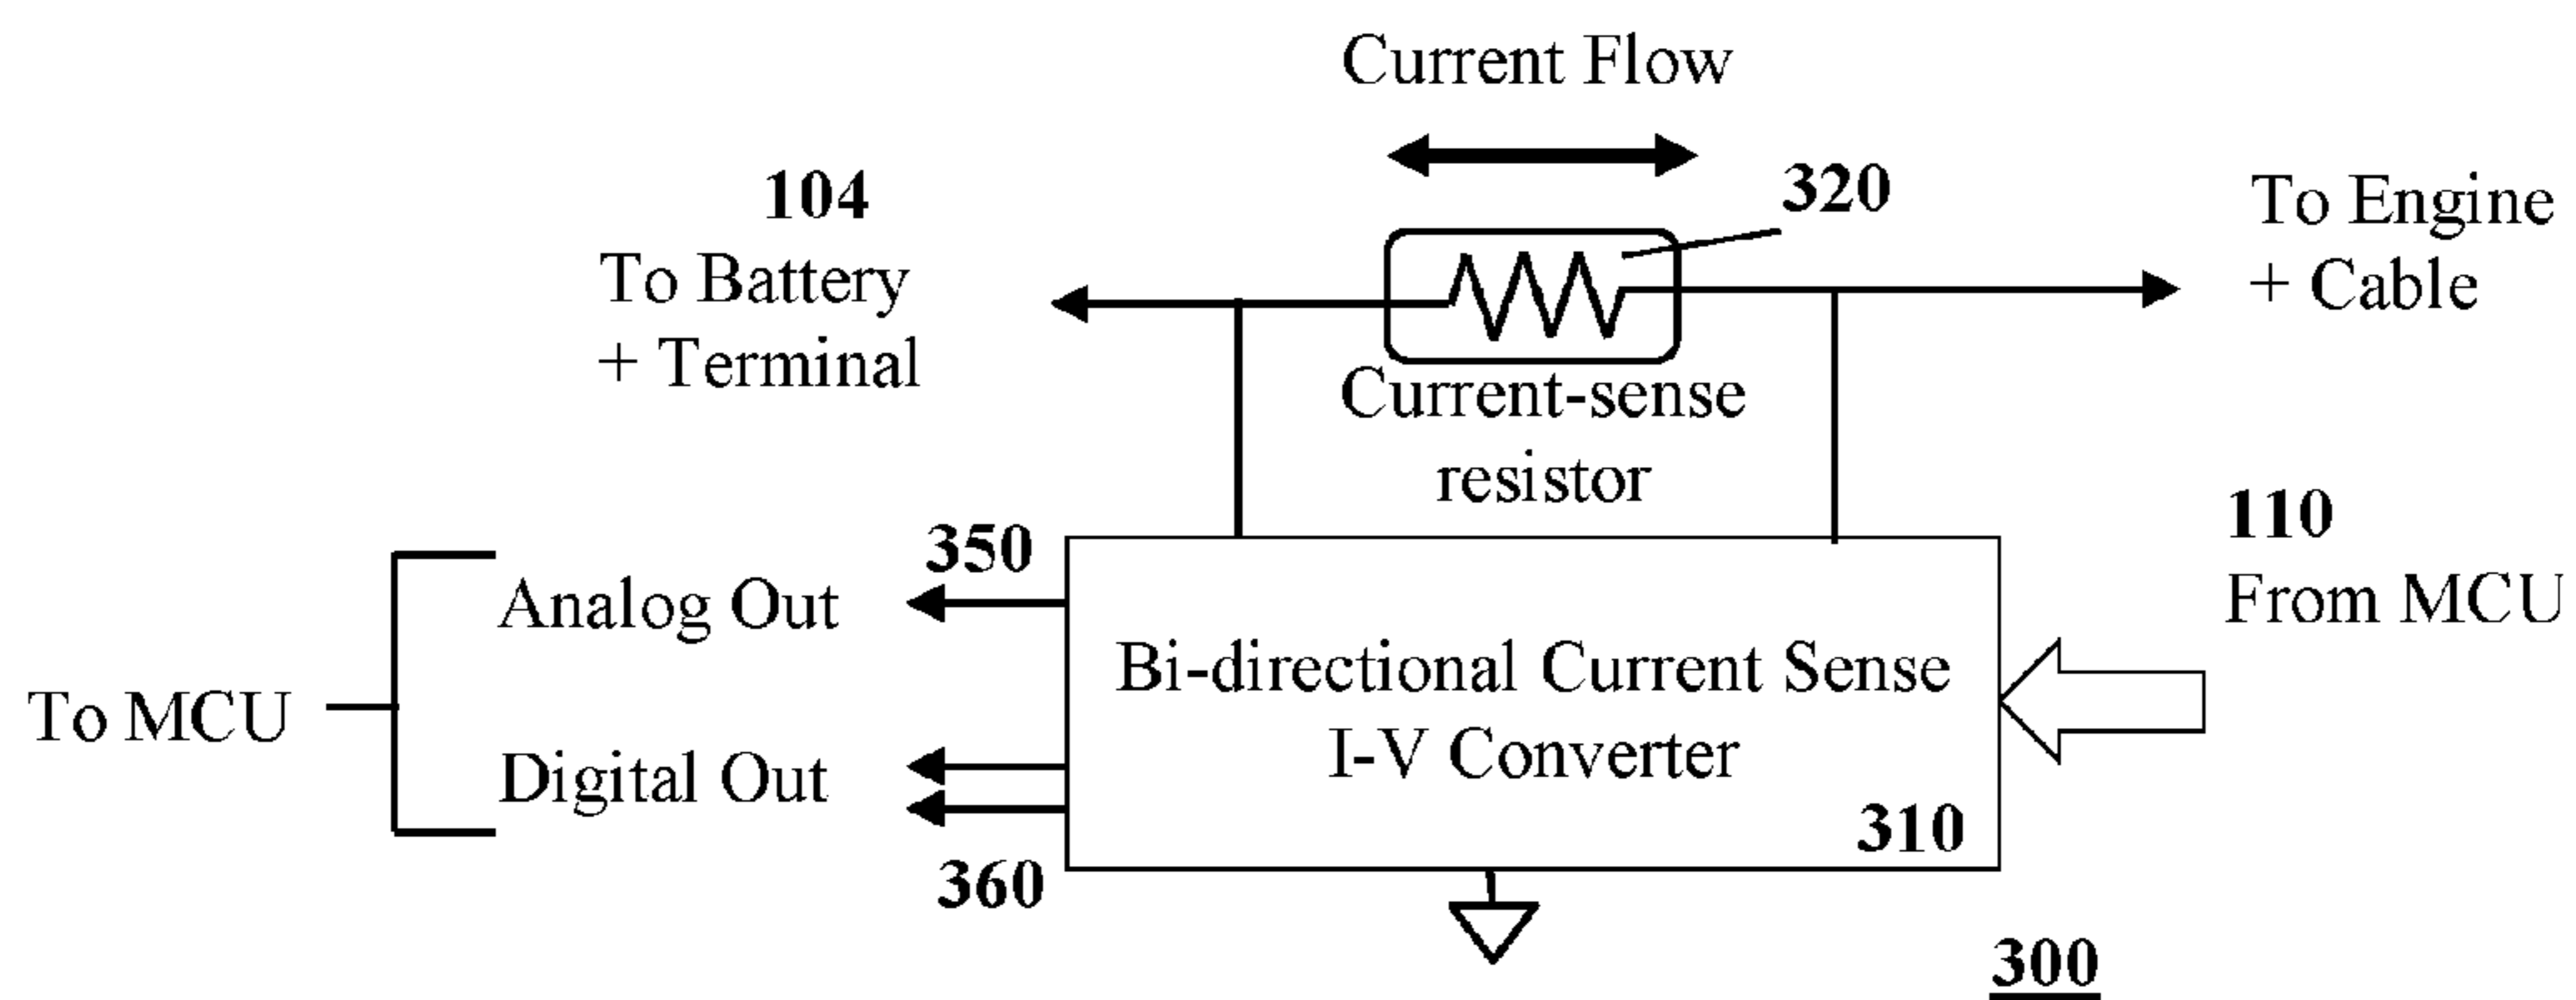 Current Flow
104
To Battery
+ Terminal
320
To Engine
+ Cable
Current-sense
resistor
110
From MCU
350
Analog Out
To MCU
Digital Out
360
Bi-directional Current Sense
I-V Converter
310
300